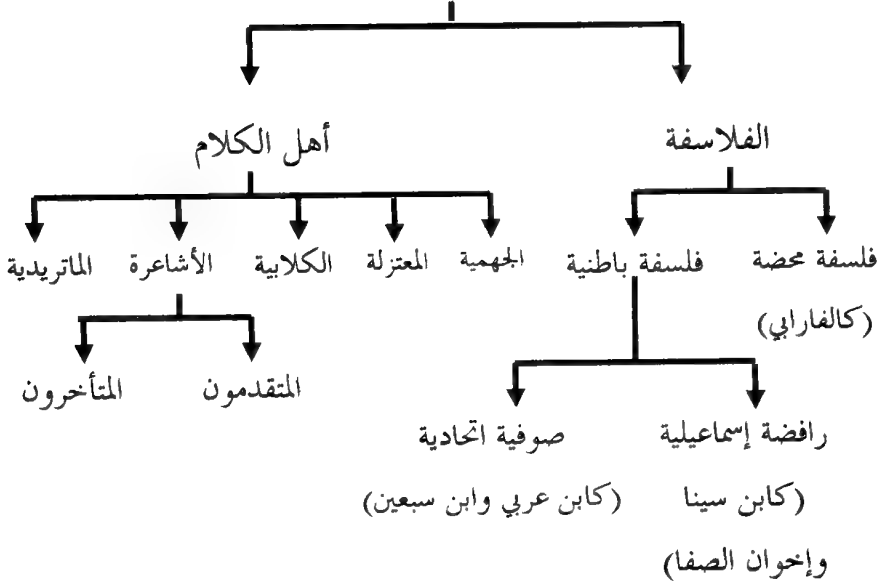 الفلاسفة
أهل الكلام
فلسفة محضة
(كالفارابي)
فلسفة باطنية
الجهمية
المعتزلة
الكلابية
الأشاعرة
الماتريدية
المتقدمون
المتأخرون
رافضة إسماعيلية
(كابن سينا
وإخوان الصفا)
صوفية اتحادية
(كابن عربي وابن سبعين)